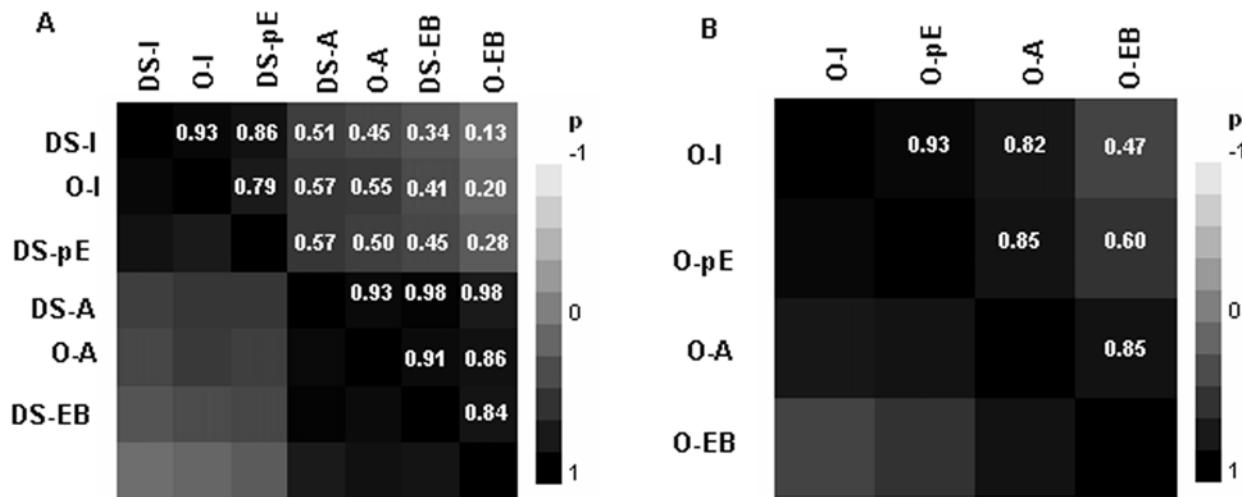 A
DS-I O-I DS-pE DS-A O-A DS-EB O-EB
DS-I 0.93 0.86 0.51 0.45 0.34 0.13
O-I 0.79 0.57 0.55 0.41 0.20
DS-pE 0.57 0.50 0.45 0.28
DS-A 0.93 0.98 0.98
O-A 0.91 0.86
DS-EB 0.84
p
-1
0
1
B
O-I O-pE O-A O-EB
O-I 0.93 0.82 0.47
O-pE 0.85 0.60
O-A 0.85
O-EB
p
-1
0
1